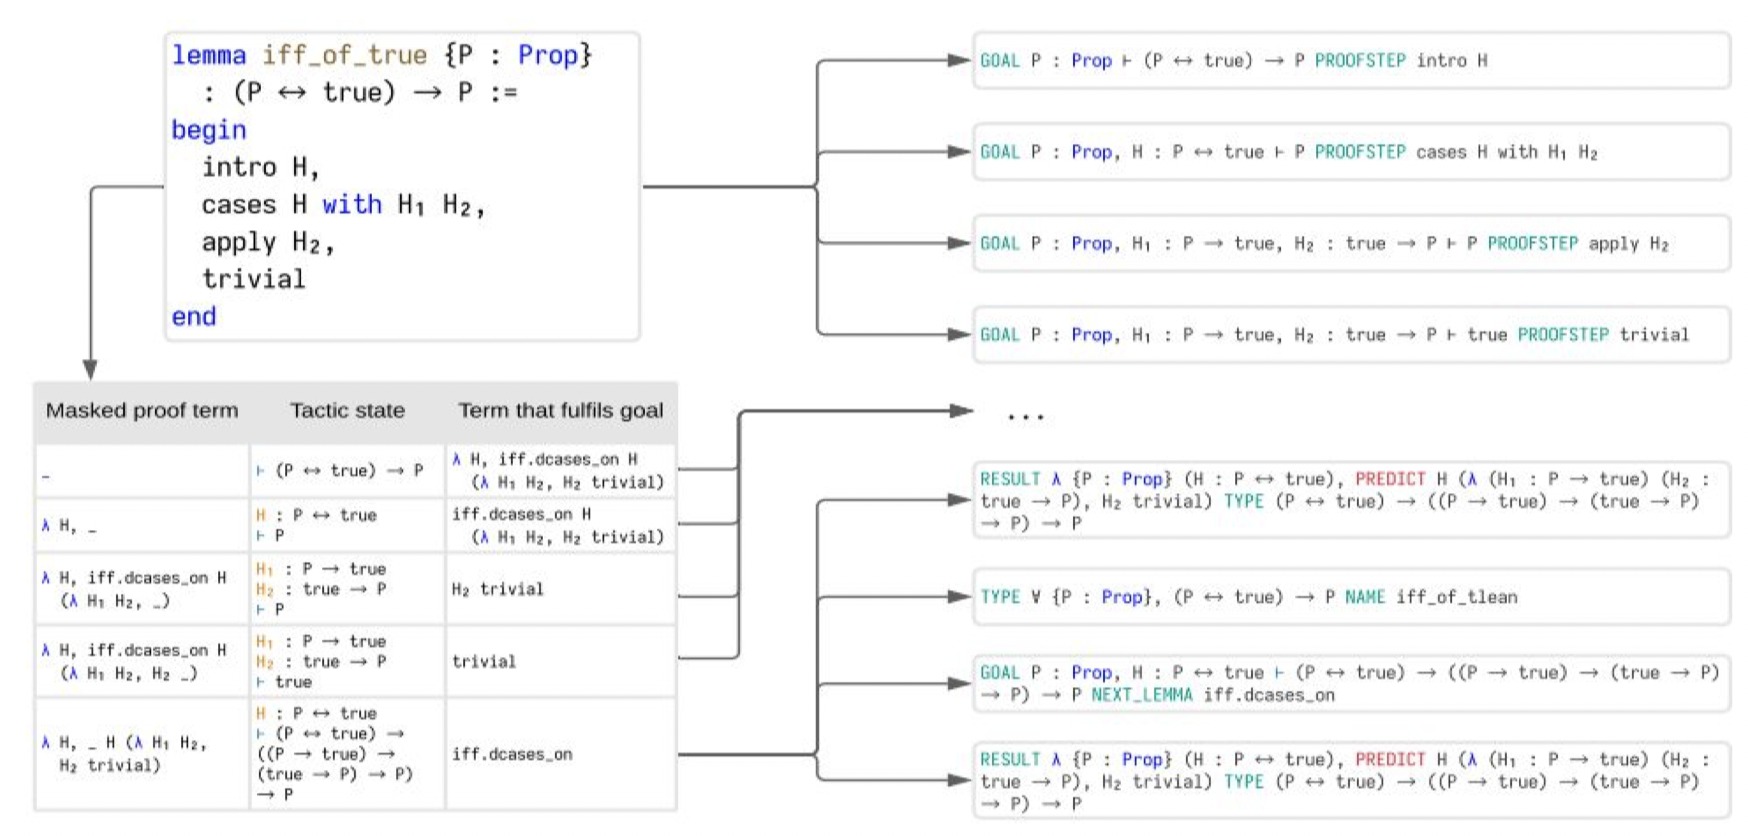 lemma iff_of_true {P : Prop}
: (P ↔ true) → P :=
begin
intro H,
cases H with H₁ H₂,
apply H₂,
trivial
end
GOAL P : Prop ⊢ (P ↔ true) → P PROOFSTEP intro H
GOAL P : Prop, H : P ↔ true ⊢ P PROOFSTEP cases H with H₁ H₂
GOAL P : Prop, H₁ : P → true, H₂ : true → P ⊢ P PROOFSTEP apply H₂
GOAL P : Prop, H₁ : P → true, H₂ : true → P ⊢ true PROOFSTEP trivial
Masked proof term Tactic state Term that fulfils goal
_
⊢ (P ↔ true) → P
λ H, iff.dcases_on H
(λ H₁ H₂, H₂ trivial)
λ H, _
H : P ↔ true
⊢ P
iff.dcases_on H
(λ H₁ H₂, H₂ trivial)
λ H, iff.dcases_on H
(λ H₁ H₂, _)
H₁ : P → true
H₂ : true → P
⊢ P
H₂ trivial
λ H, iff.dcases_on H
(λ H₁ H₂, H₂ _)
H₁ : P → true
H₂ : true → P
⊢ true
trivial
λ H, _ H (λ H₁ H₂,
H₂ trivial)
H : P ↔ true
⊢ (P ↔ true) →
((P → true) →
(true → P) → P)
→ P
iff.dcases_on
...
RESULT λ {P : Prop} (H : P ↔ true), PREDICT H (λ (H₁ : P → true) (H₂ :
true → P), H₂ trivial) TYPE (P ↔ true) → ((P → true) → (true → P)
→ P) → P
TYPE ∀ {P : Prop}, (P ↔ true) → P NAME iff_of_tlean
GOAL P : Prop, H : P ↔ true ⊢ (P ↔ true) → ((P → true) → (true → P)
→ P) → P NEXT_LEMMA iff.dcases_on
RESULT λ {P : Prop} (H : P ↔ true), PREDICT H (λ (H₁ : P → true) (H₂ :
true → P), H₂ trivial) TYPE (P ↔ true) → ((P → true) → (true → P)
→ P) → P